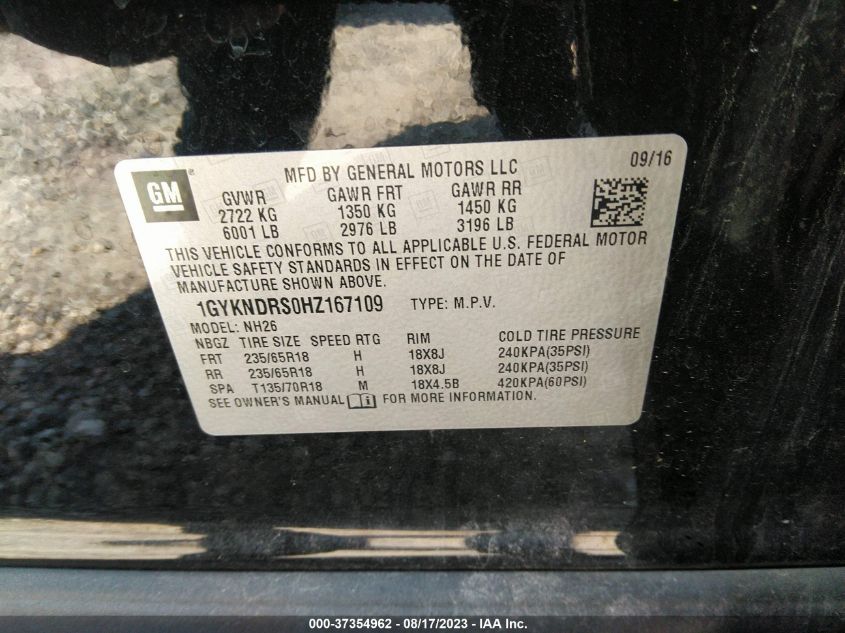 GM ®
MFD BY GENERAL MOTORS LLC 09/16
GVWR GAWR FRT GAWR RR
2722 KG 1350 KG 1450 KG
6001 LB 2976 LB 3196 LB
THIS VEHICLE CONFORMS TO ALL APPLICABLE U.S. FEDERAL MOTOR
VEHICLE SAFETY STANDARDS IN EFFECT ON THE DATE OF
MANUFACTURE SHOWN ABOVE.
1GYKNDRS0HZ167109 TYPE: M.P.V.
MODEL: NH26
NBGZ TIRE SIZE SPEED RTG RIM COLD TIRE PRESSURE
FRT 235/65R18 H 18X8J 240KPA(35PSI)
RR 235/65R18 H 18X8J 240KPA(35PSI)
SPA T135/70R18 M 18X4.5B 420KPA(60PSI)
SEE OWNER'S MANUAL FOR MORE INFORMATION.
000-37354962 - 08/17/2023 - IAA Inc.